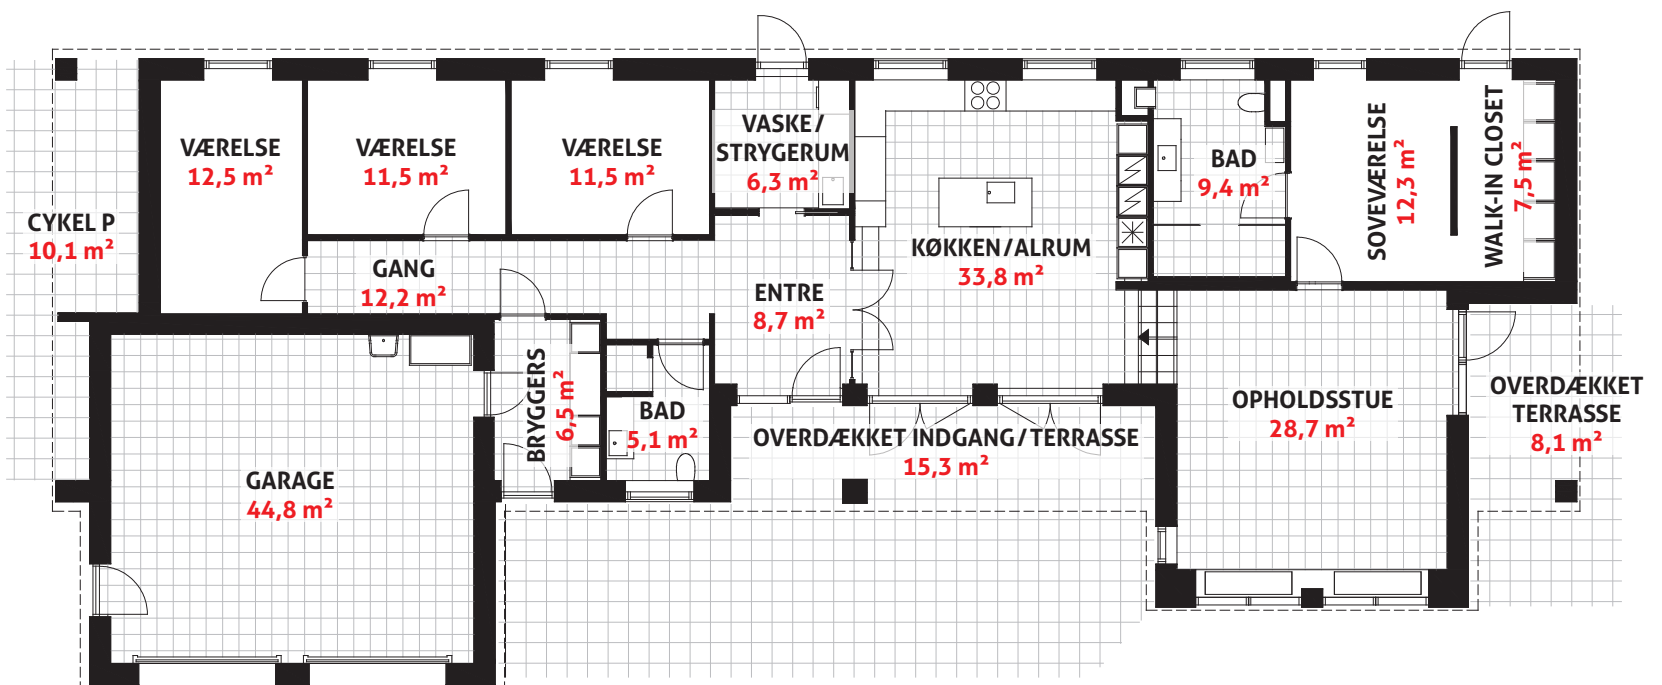 VÆRELSE
12,5 m²
VÆRELSE
11,5 m²
VÆRELSE
11,5 m²
VASKE/
STRYGERUM
6,3 m²
BAD
9,4 m²
SOVEVÆRELSE
12,3 m²
WALK-IN CLOSET
7,5 m²
CYKEL P
10,1 m²
GANG
12,2 m²
ENTRE
8,7 m²
KØKKEN/ALRUM
33,8 m²
BRYGGERS
6,5 m²
BAD
5,1 m²
OVERDÆKKET INDGANG/TERRASSE
15,3 m²
OPHOLDSSTUE
28,7 m²
OVERDÆKKET
TERRASSE
8,1 m²
GARAGE
44,8 m²